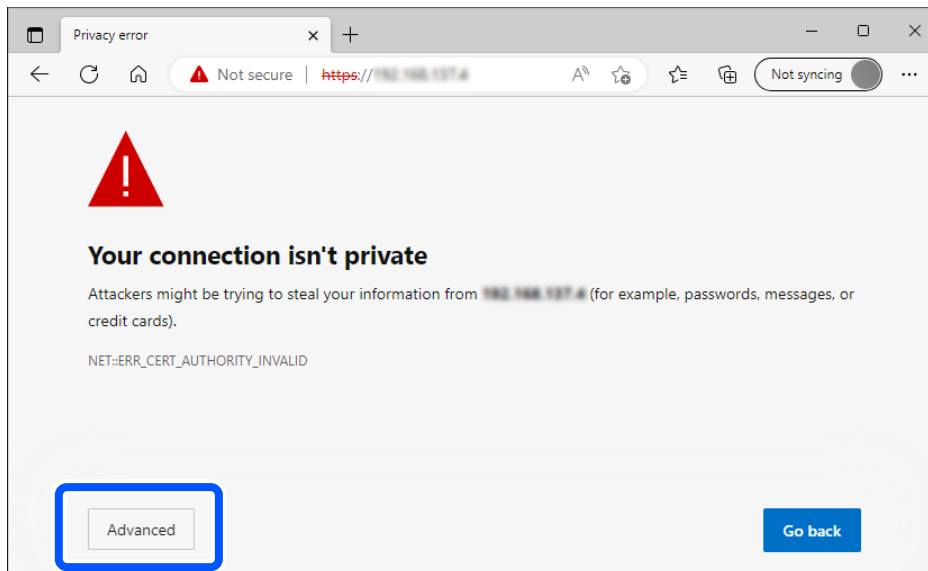 Privacy error
Not secure https://
Not syncing
Your connection isn't private
Attackers might be trying to steal your information from (for example, passwords, messages, or
credit cards).
NET::ERR_CERT_AUTHORITY_INVALID
Advanced
Go back